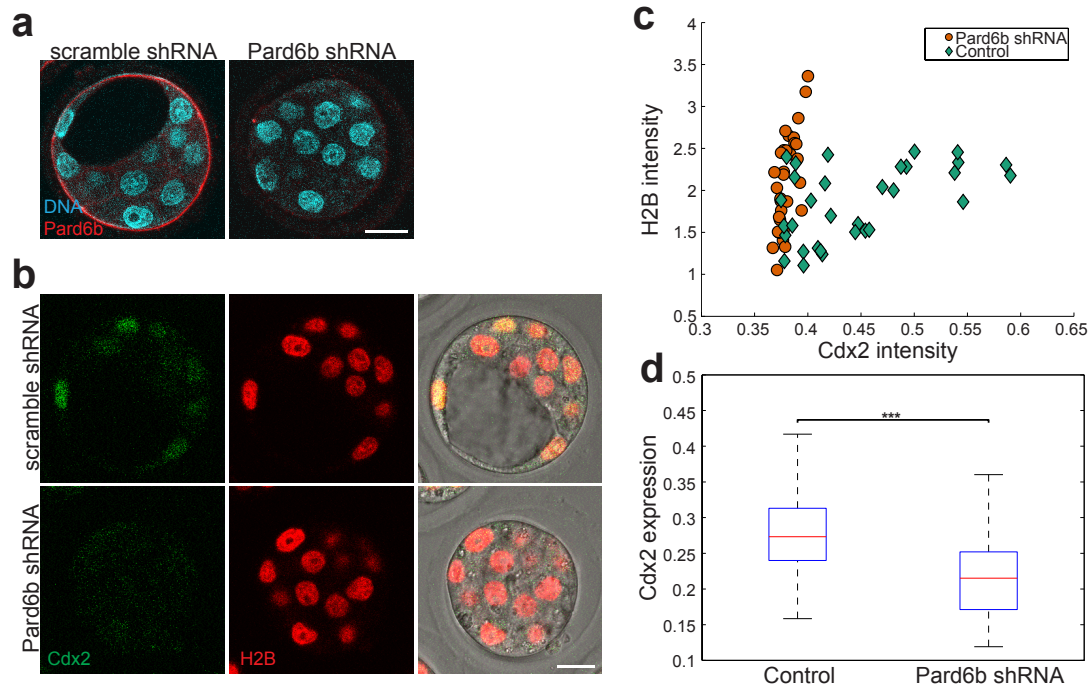 a
scramble shRNA Pard6b shRNA
DNA
Pard6b
b
scramble shRNA
Pard6b shRNA
Cdx2
H2B
c
H2B intensity
4
3.5
3
2.5
2
1.5
1
0.5
0.3 0.35 0.4 0.45 0.5 0.55 0.6 0.65
Cdx2 intensity
Pard6b shRNA
Control
d
Cdx2 expression
0.5
0.45
0.4
0.35
0.3
0.25
0.2
0.15
0.1
***
Control Pard6b shRNA